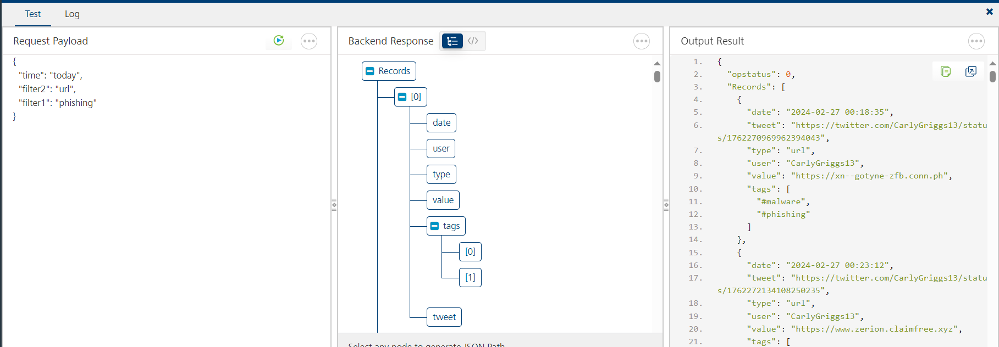 Test
Log
Request Payload
{
"time": "today",
"filter2": "url",
"filter1": "phishing"
}
Backend Response
</>
Records
[0]
date
user
type
value
tags
[0]
[1]
tweet
Select any node to generate JSON Path
Output Result
1. {
2. "opstatus": 0,
3. "Records": [
4. {
5. "date": "2024-02-27 00:18:35",
6. "tweet": "https://twitter.com/CarlyGriggs13/statu
s/1762270969962394043",
7. "type": "url",
8. "user": "CarlyGriggs13",
9. "value": "https://xn--gotyne-zfb.conn.ph",
10. "tags": [
11. "#malware",
12. "#phishing"
13. ]
14. },
15. {
16. "date": "2024-02-27 00:23:12",
17. "tweet": "https://twitter.com/CarlyGriggs13/statu
s/1762272134108250235",
18. "type": "url",
19. "user": "CarlyGriggs13",
20. "value": "https://www.zerion.claimfree.xyz",
21. "tags": [